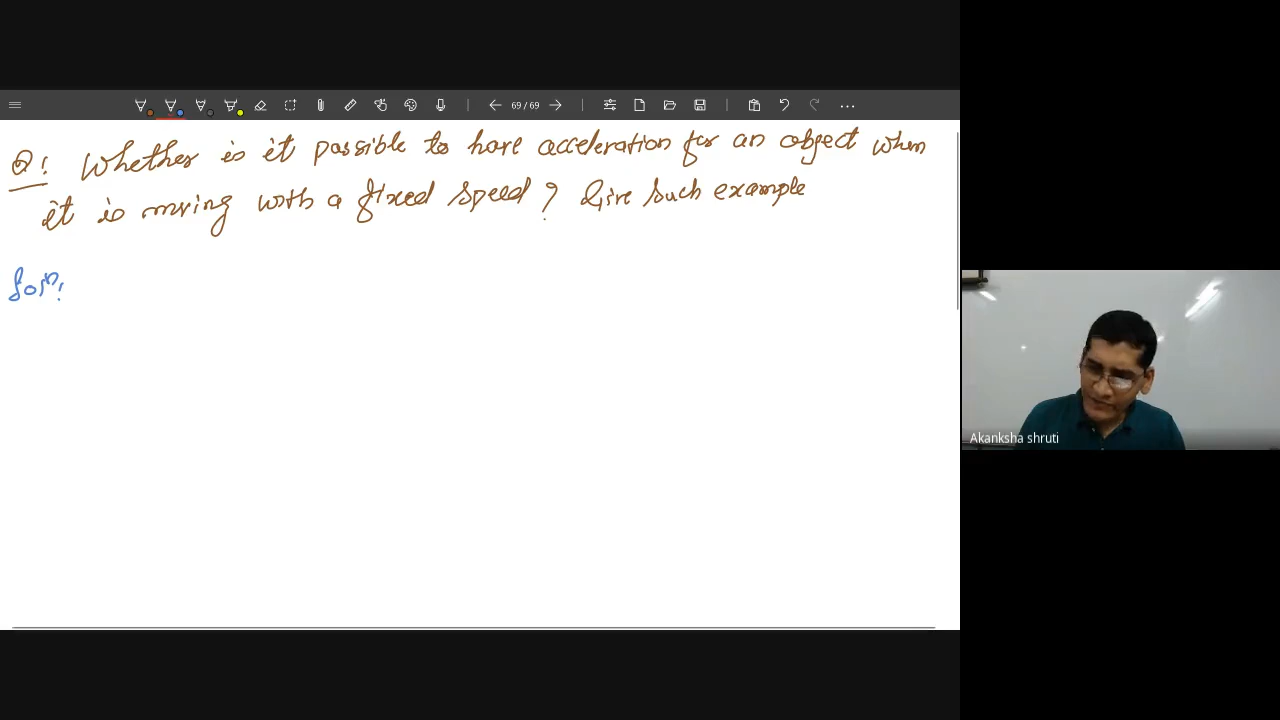 69/69
Q! Whether is it possible to have acceleration for an object when
it is moving with a fixed speed? Give such example
Solⁿ:
Akanksha shruti